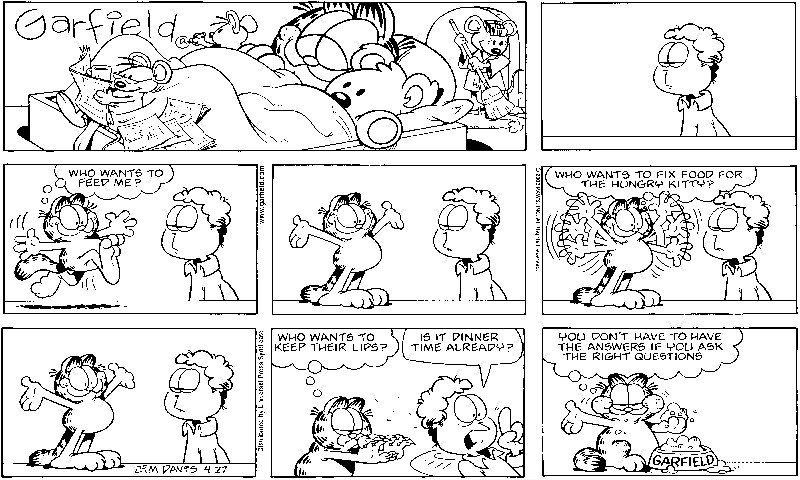 Garfield
WHO WANTS TO
FEED ME?
www.garfield.com
WHO WANTS TO FIX FOOD FOR
THE HUNGRY KITTY?
JIM DAVIS 4.27
WHO WANTS TO
KEEP THEIR LIPS?
IS IT DINNER
TIME ALREADY?
YOU DON'T HAVE TO HAVE
THE ANSWERS IF YOU ASK
THE RIGHT QUESTIONS
GARFIELD